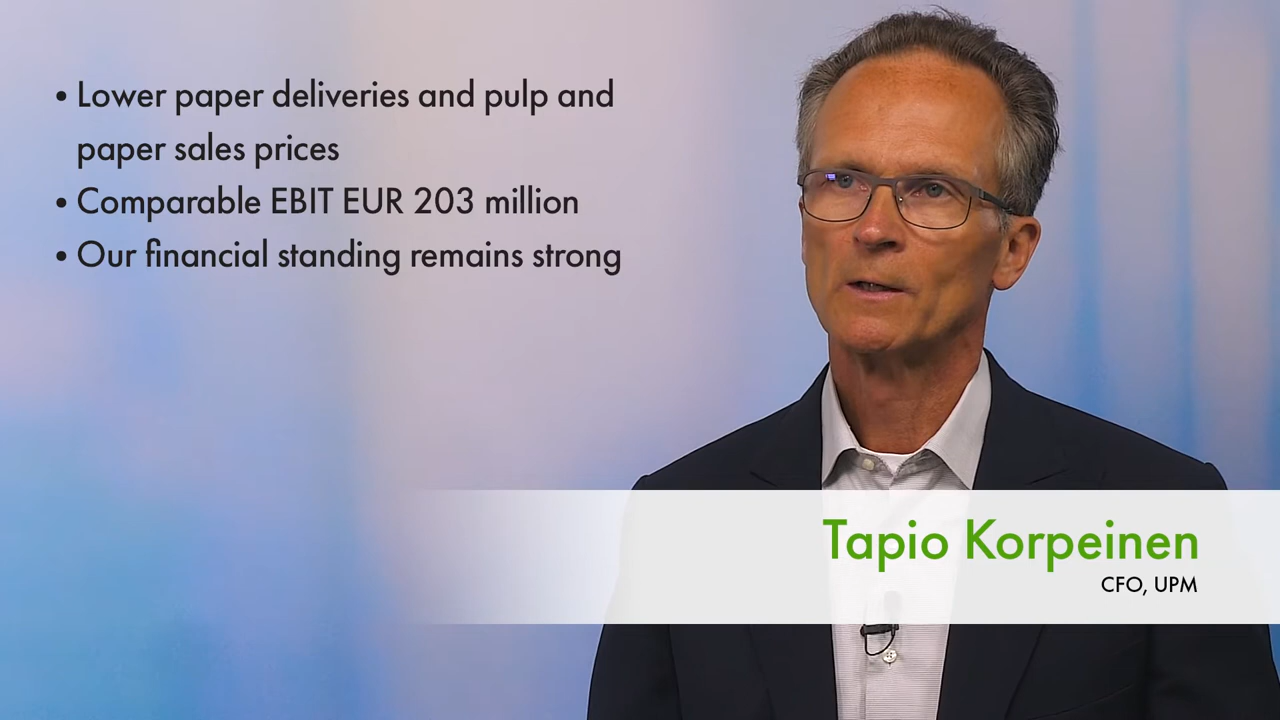 • Lower paper deliveries and pulp and
paper sales prices
• Comparable EBIT EUR 203 million
• Our financial standing remains strong
Tapio Korpeinen
CFO, UPM